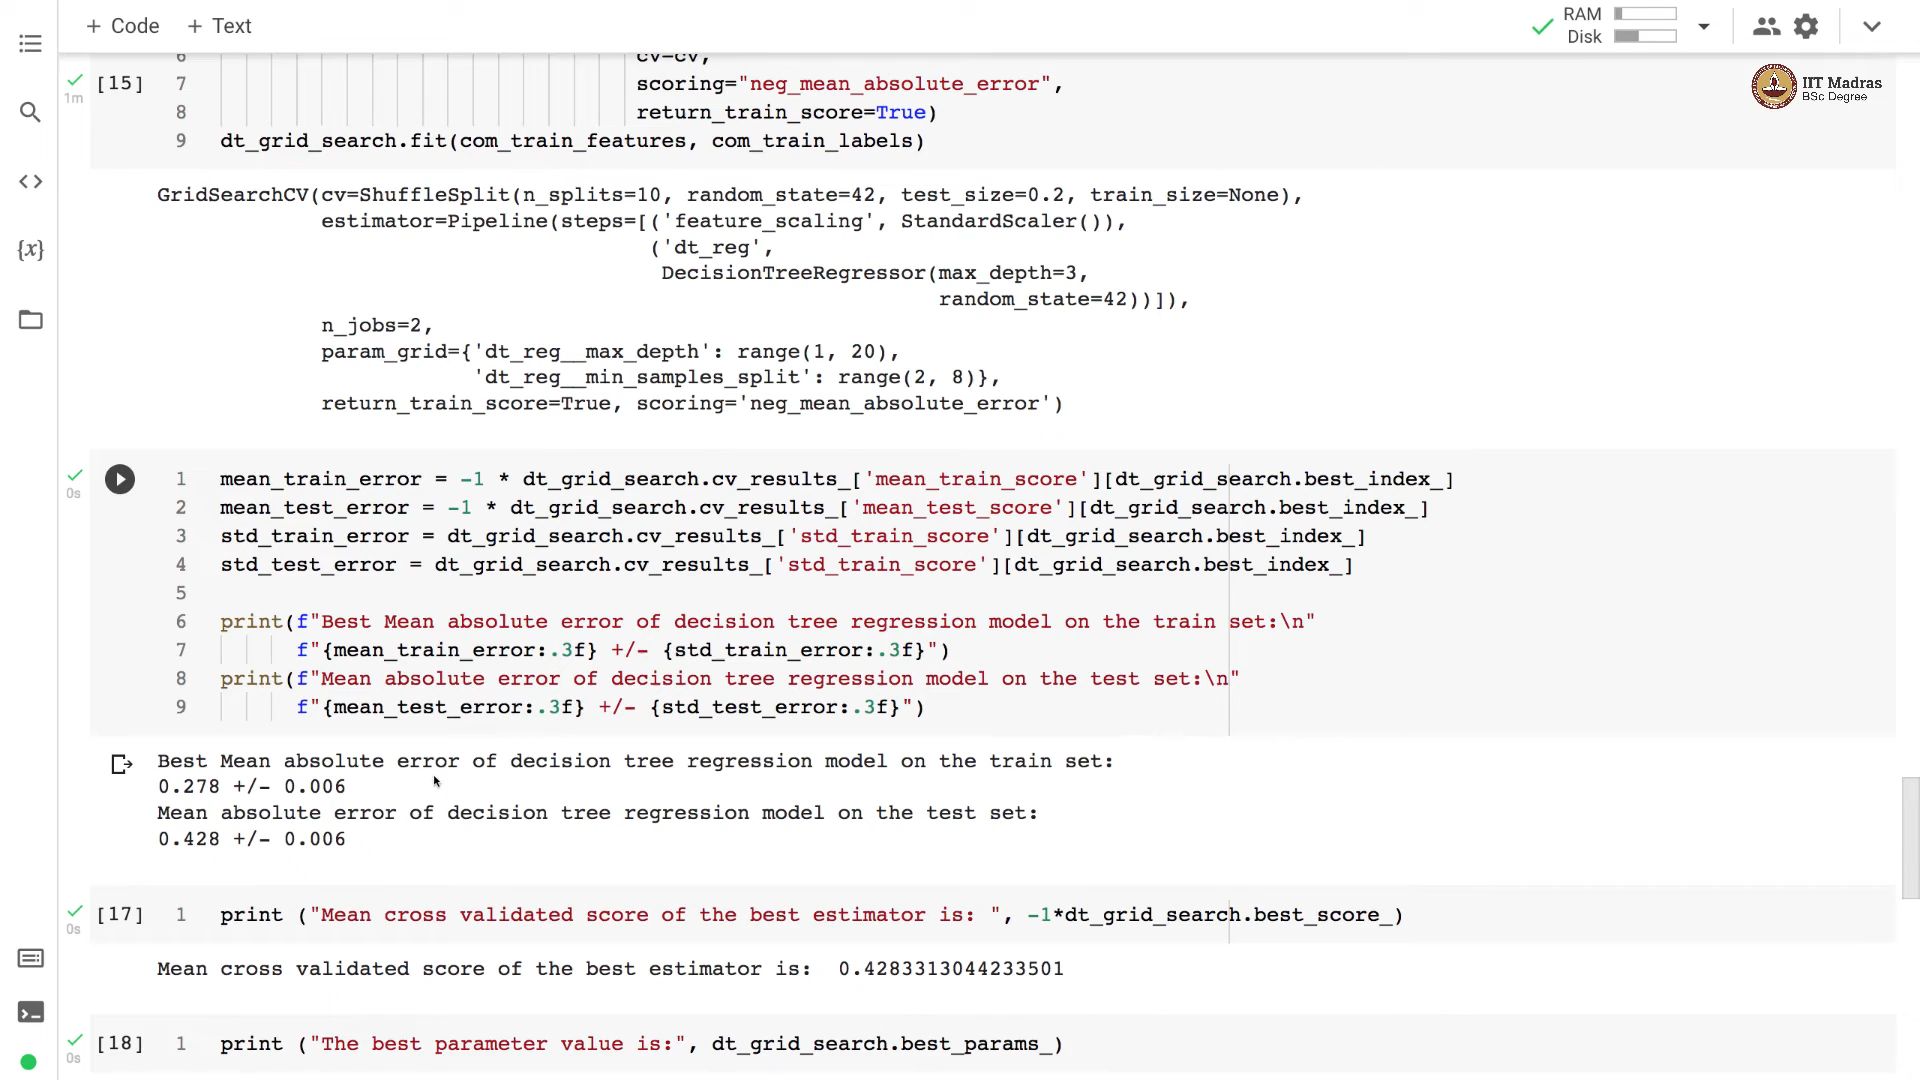 + Code + Text
RAM
Disk
IIT Madras
BSc Degree
6 cv=cv,
[15] 7 scoring="neg_mean_absolute_error",
1m
8 return_train_score=True)
9 dt_grid_search.fit(com_train_features, com_train_labels)
GridSearchCV(cv=ShuffleSplit(n_splits=10, random_state=42, test_size=0.2, train_size=None),
estimator=Pipeline(steps=[('feature_scaling', StandardScaler()),
('dt_reg',
DecisionTreeRegressor(max_depth=3,
random_state=42))]),
n_jobs=2,
param_grid={'dt_reg__max_depth': range(1, 20),
'dt_reg__min_samples_split': range(2, 8)},
return_train_score=True, scoring='neg_mean_absolute_error')
1 mean_train_error = -1 * dt_grid_search.cv_results_['mean_train_score'][dt_grid_search.best_index_]
0s
2 mean_test_error = -1 * dt_grid_search.cv_results_['mean_test_score'][dt_grid_search.best_index_]
3 std_train_error = dt_grid_search.cv_results_['std_train_score'][dt_grid_search.best_index_]
4 std_test_error = dt_grid_search.cv_results_['std_train_score'][dt_grid_search.best_index_]
5
6 print(f"Best Mean absolute error of decision tree regression model on the train set:\n"
7 f"{mean_train_error:.3f} +/- {std_train_error:.3f}")
8 print(f"Mean absolute error of decision tree regression model on the test set:\n"
9 f"{mean_test_error:.3f} +/- {std_test_error:.3f}")
Best Mean absolute error of decision tree regression model on the train set:
0.278 +/- 0.006
Mean absolute error of decision tree regression model on the test set:
0.428 +/- 0.006
[17] 1 print ("Mean cross validated score of the best estimator is: ", -1*dt_grid_search.best_score_)
0s
Mean cross validated score of the best estimator is: 0.4283313044233501
[18] 1 print ("The best parameter value is:", dt_grid_search.best_params_)
0s